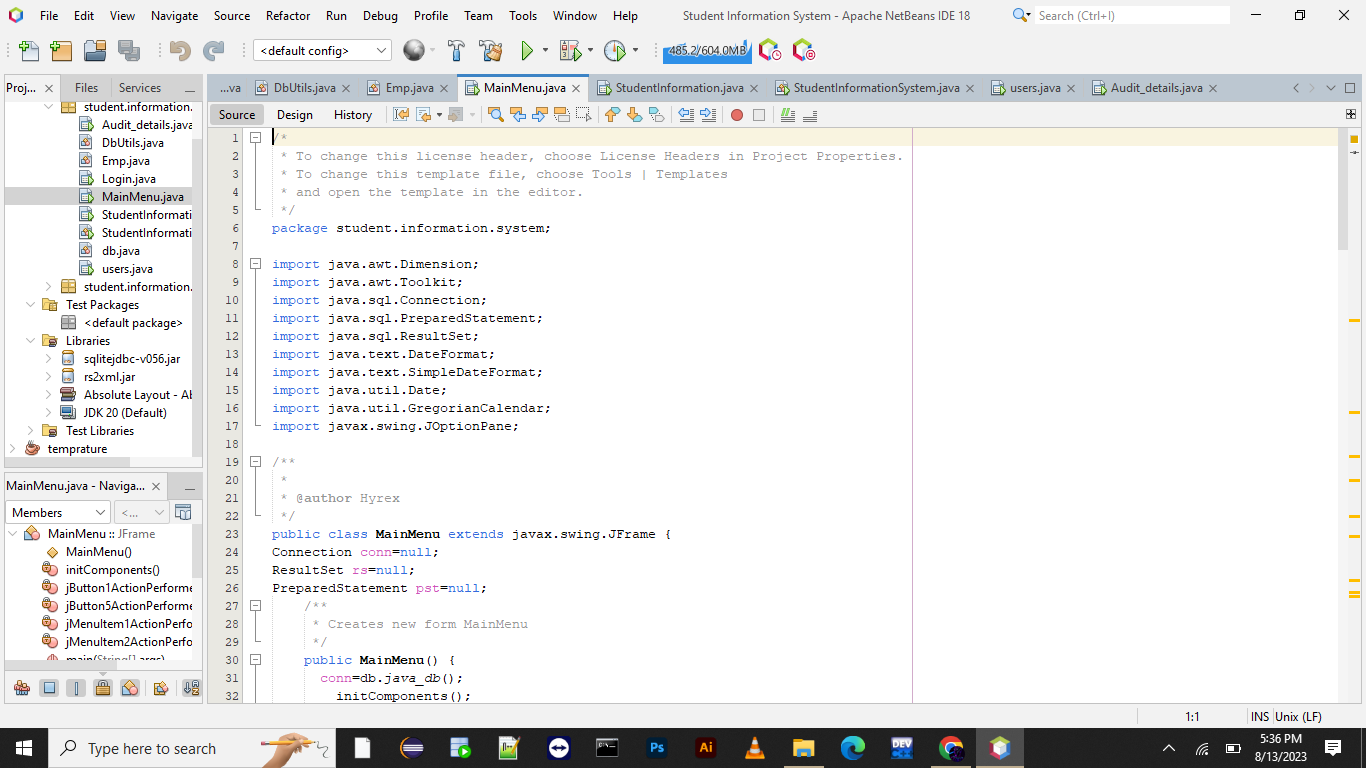 File Edit View Navigate Source Refactor Run Debug Profile Team Tools Window Help
Student Information System - Apache NetBeans IDE 18
Search (Ctrl+I)
<default config>
485.2/604.0MB
Proj... Files Services
...va DbUtils.java Emp.java MainMenu.java StudentInformation.java StudentInformationSystem.java users.java Audit_details.java
Source Design History
student.information.
Audit_details.java
DbUtils.java
Emp.java
Login.java
MainMenu.java
StudentInformati
StudentInformati
db.java
users.java
student.information.
Test Packages
<default package>
Libraries
sqlitejdbc-v056.jar
rs2xml.jar
Absolute Layout - Ab
JDK 20 (Default)
Test Libraries
temprature
MainMenu.java - Naviga...
Members
<...
MainMenu :: JFrame
MainMenu()
initComponents()
jButton1ActionPerforme
jButton5ActionPerforme
jMenuItem1ActionPerfo
jMenuItem2ActionPerfo
main(String[] args)
1 /*
2 * To change this license header, choose License Headers in Project Properties.
3 * To change this template file, choose Tools | Templates
4 * and open the template in the editor.
5 */
6 package student.information.system;
7
8 import java.awt.Dimension;
9 import java.awt.Toolkit;
10 import java.sql.Connection;
11 import java.sql.PreparedStatement;
12 import java.sql.ResultSet;
13 import java.text.DateFormat;
14 import java.text.SimpleDateFormat;
15 import java.util.Date;
16 import java.util.GregorianCalendar;
17 import javax.swing.JOptionPane;
18
19 /**
20 *
21 * @author Hyrex
22 */
23 public class MainMenu extends javax.swing.JFrame {
24 Connection conn=null;
25 ResultSet rs=null;
26 PreparedStatement pst=null;
27 /**
28 * Creates new form MainMenu
29 */
30 public MainMenu() {
31 conn=db.java_db();
32 initComponents();
1:1 INS Unix (LF)
Type here to search
Ps Ai DEV C++
5:36 PM
8/13/2023